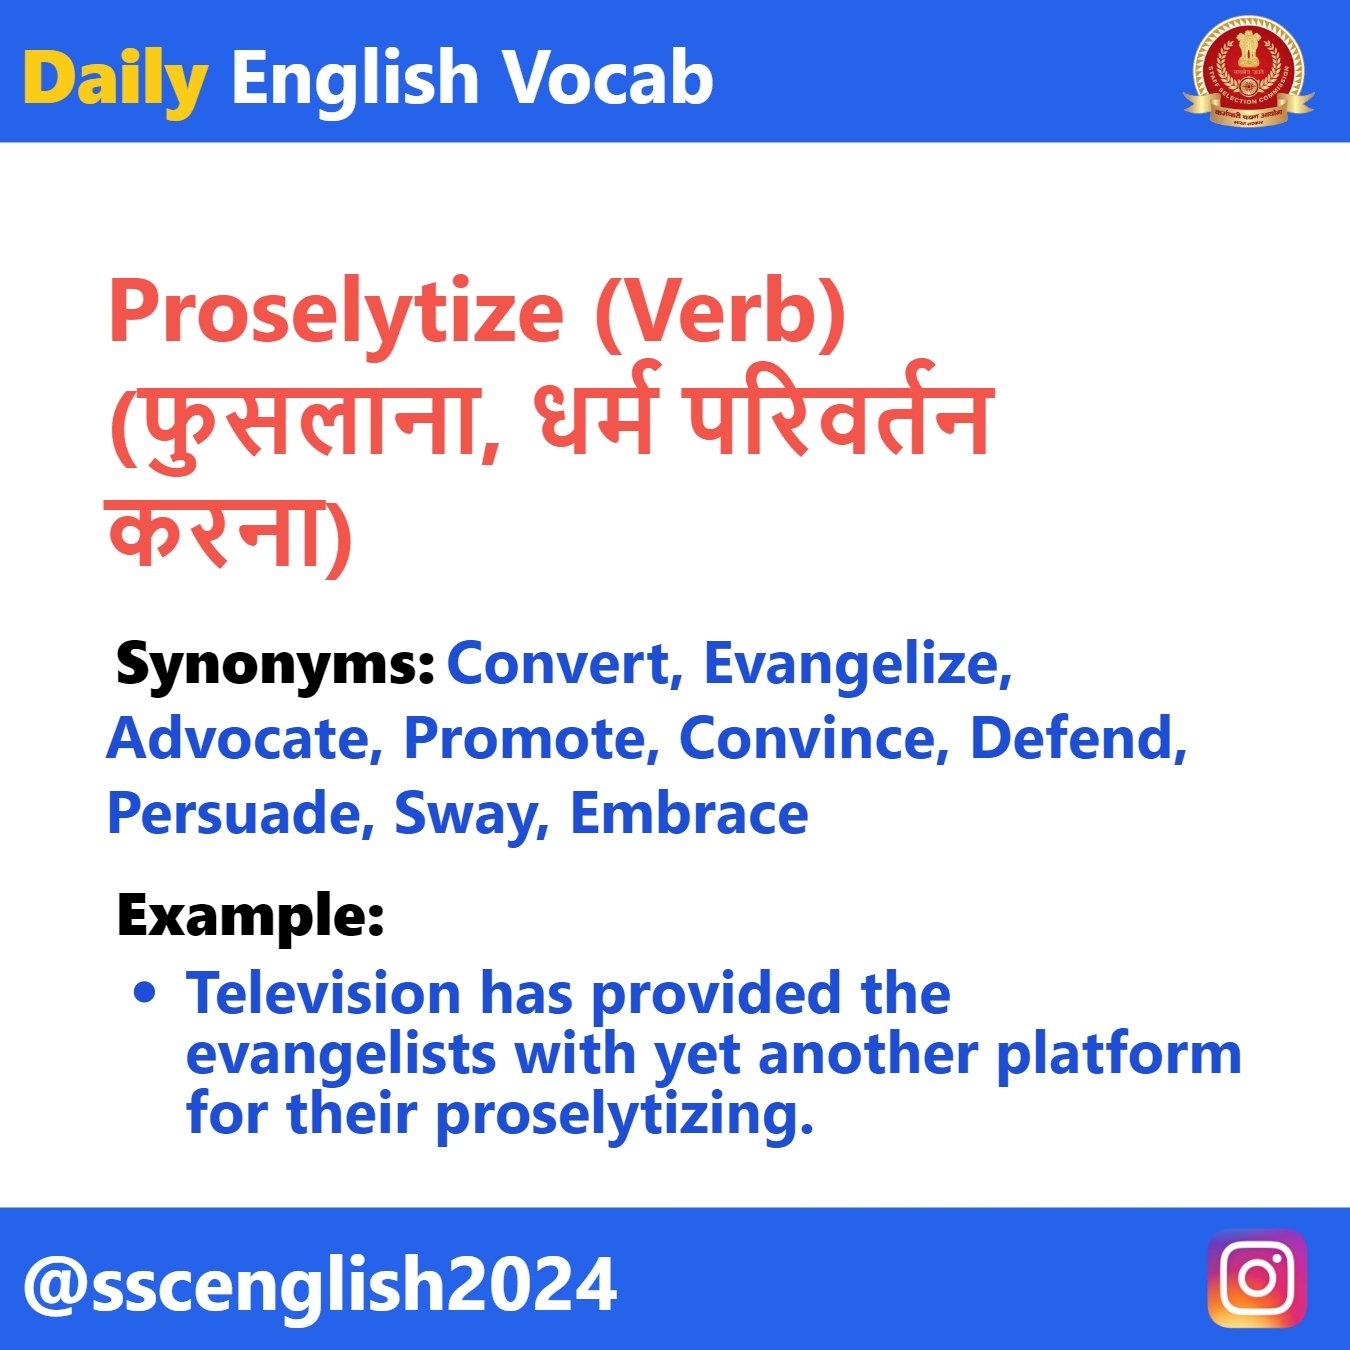 Daily English Vocab
STAFF SELECTION COMMISSION
कर्मचारी चयन आयोग
भारत सरकार
Proselytize (Verb)
(फुसलाना, धर्म परिवर्तन
करना)
Synonyms: Convert, Evangelize,
Advocate, Promote, Convince, Defend,
Persuade, Sway, Embrace
Example:
• Television has provided the
evangelists with yet another platform
for their proselytizing.
@sscenglish2024